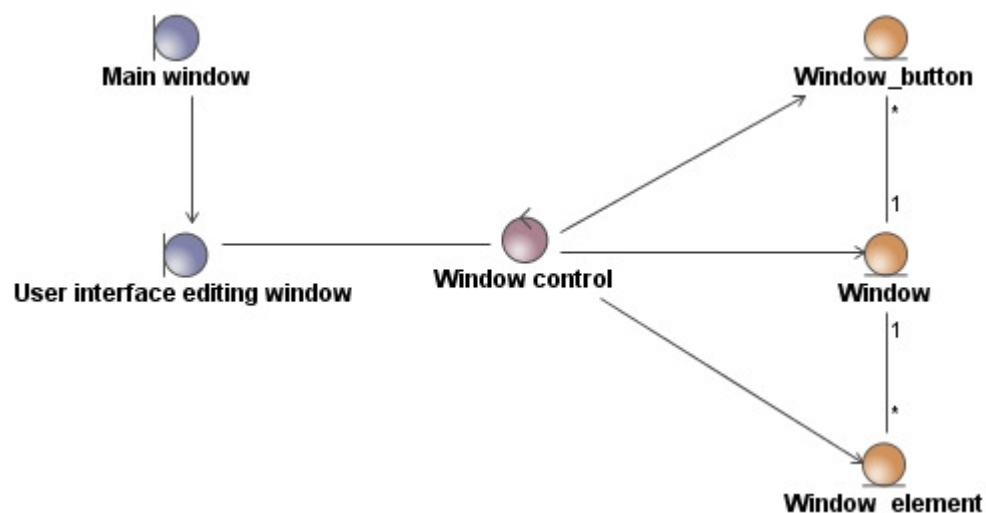 Main window
Window_button
*
1
User interface editing window
Window control
Window
1
*
Window_element